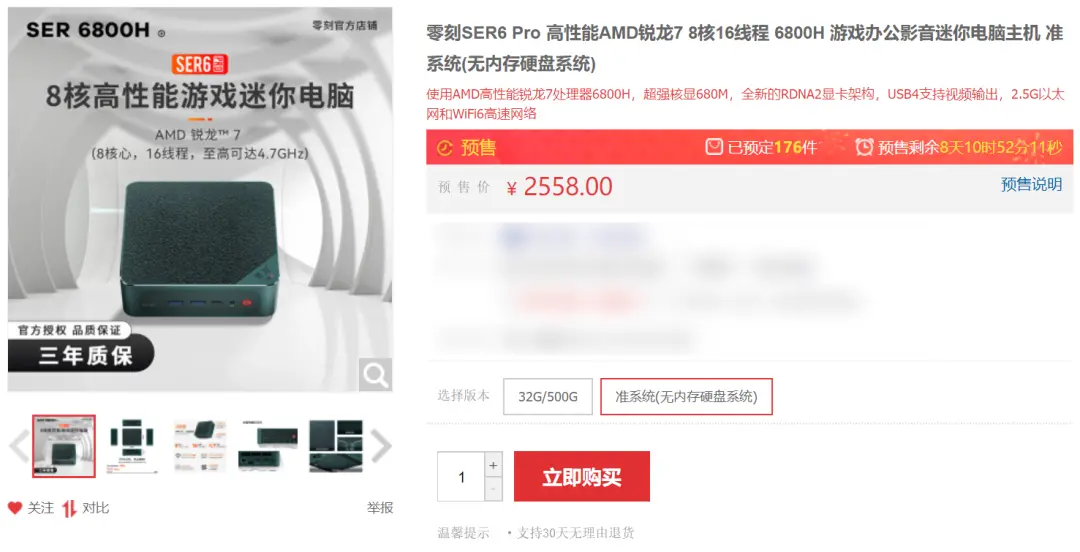 SER 6800H
零刻官方店铺
SER6
8核高性能游戏迷你电脑
AMD 锐龙™ 7
(8核心，16线程，至高可达4.7GHz)
官方授权 品质保证
三年质保
关注 对比 举报
零刻SER6 Pro 高性能AMD锐龙7 8核16线程 6800H 游戏办公影音迷你电脑主机 准
系统(无内存硬盘系统)
使用AMD高性能锐龙7处理器6800H，超强核显680M，全新的RDNA2显卡架构，USB4支持视频输出，2.5G以太
网和WiFi6高速网络
预售 已预定176件 预售剩余8天10时52分11秒
预售价 ¥ 2558.00 预售说明
选择版本 32G/500G 准系统(无内存硬盘系统)
1 + -
立即购买
温馨提示 • 支持30天无理由退货